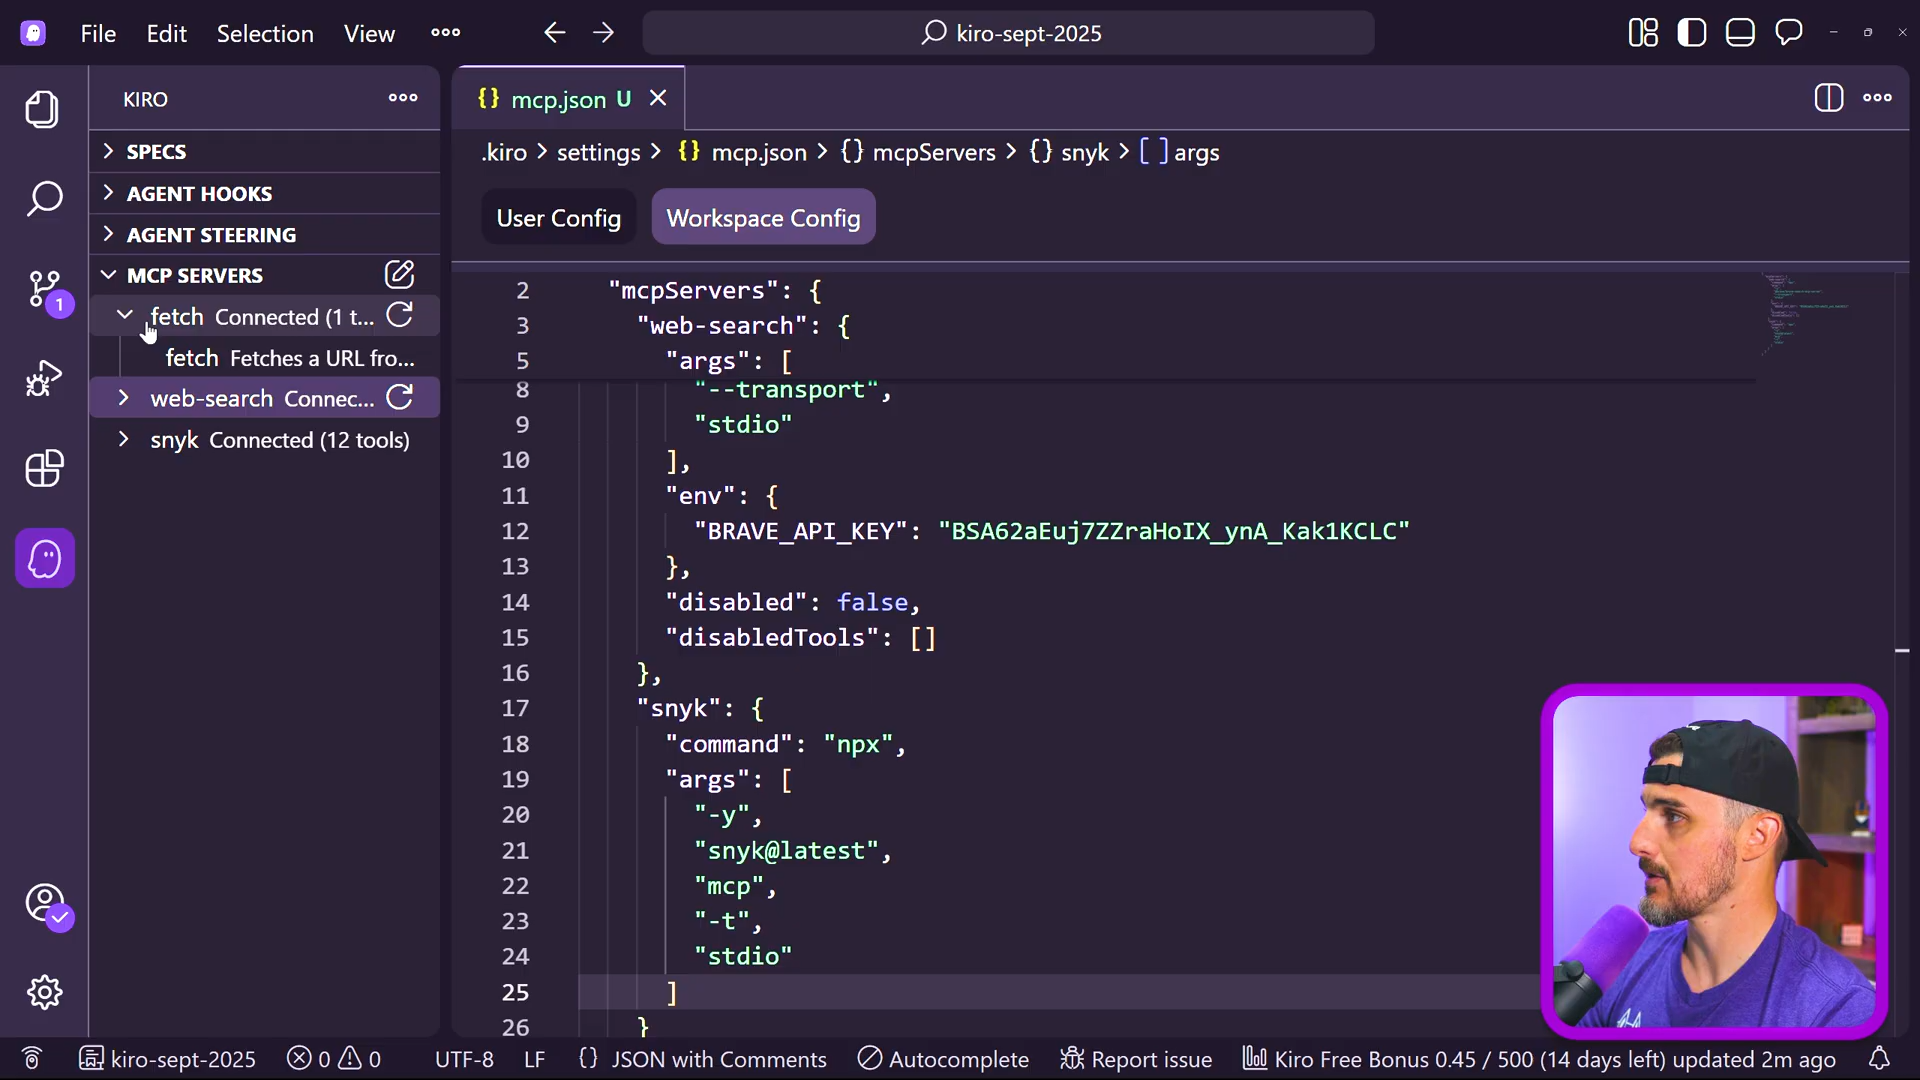 File Edit Selection View
kiro-sept-2025
KIRO
SPECS
AGENT HOOKS
AGENT STEERING
MCP SERVERS
fetch Connected (1 t...
fetch Fetches a URL fro...
web-search Connec...
snyk Connected (12 tools)
1
{} mcp.json U
.kiro > settings > {} mcp.json > {} mcpServers > {} snyk > [ ] args
User Config Workspace Config
2 "mcpServers": {
3 "web-search": {
5 "args": [
8 "--transport",
9 "stdio"
10 ],
11 "env": {
12 "BRAVE_API_KEY": "BSA62aEuj7ZZraHoIX_ynA_Kak1KCLC"
13 },
14 "disabled": false,
15 "disabledTools": []
16 },
17 "snyk": {
18 "command": "npx",
19 "args": [
20 "-y",
21 "snyk@latest",
22 "mcp",
23 "-t",
24 "stdio"
25 ]
26 }
kiro-sept-2025 0 0 UTF-8 LF {} JSON with Comments Autocomplete Report issue Kiro Free Bonus 0.45 / 500 (14 days left) updated 2m ago